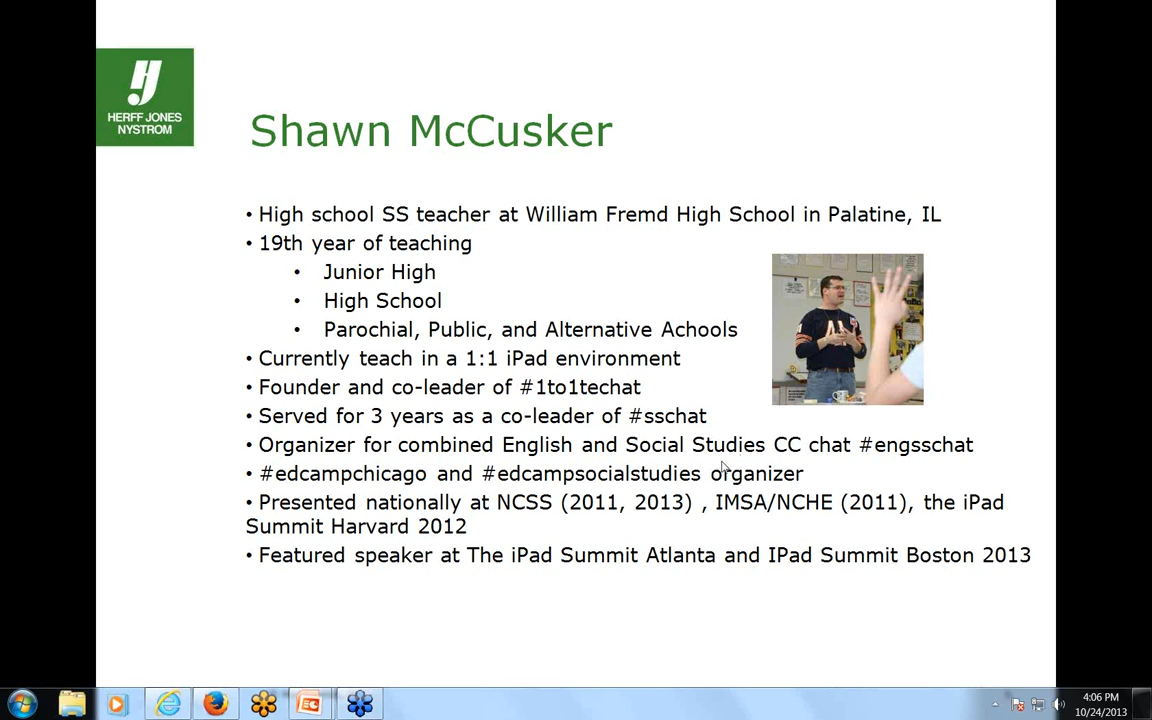 HERFF JONES
NYSTROM
Shawn McCusker
• High school SS teacher at William Fremd High School in Palatine, IL
• 19th year of teaching
• Junior High
• High School
• Parochial, Public, and Alternative Achools
• Currently teach in a 1:1 iPad environment
• Founder and co-leader of #1to1techat
• Served for 3 years as a co-leader of #sschat
• Organizer for combined English and Social Studies CC chat #engsschat
• #edcampchicago and #edcampsocialstudies organizer
• Presented nationally at NCSS (2011, 2013) , IMSA/NCHE (2011), the iPad
Summit Harvard 2012
• Featured speaker at The iPad Summit Atlanta and IPad Summit Boston 2013
4:06 PM
10/24/2013